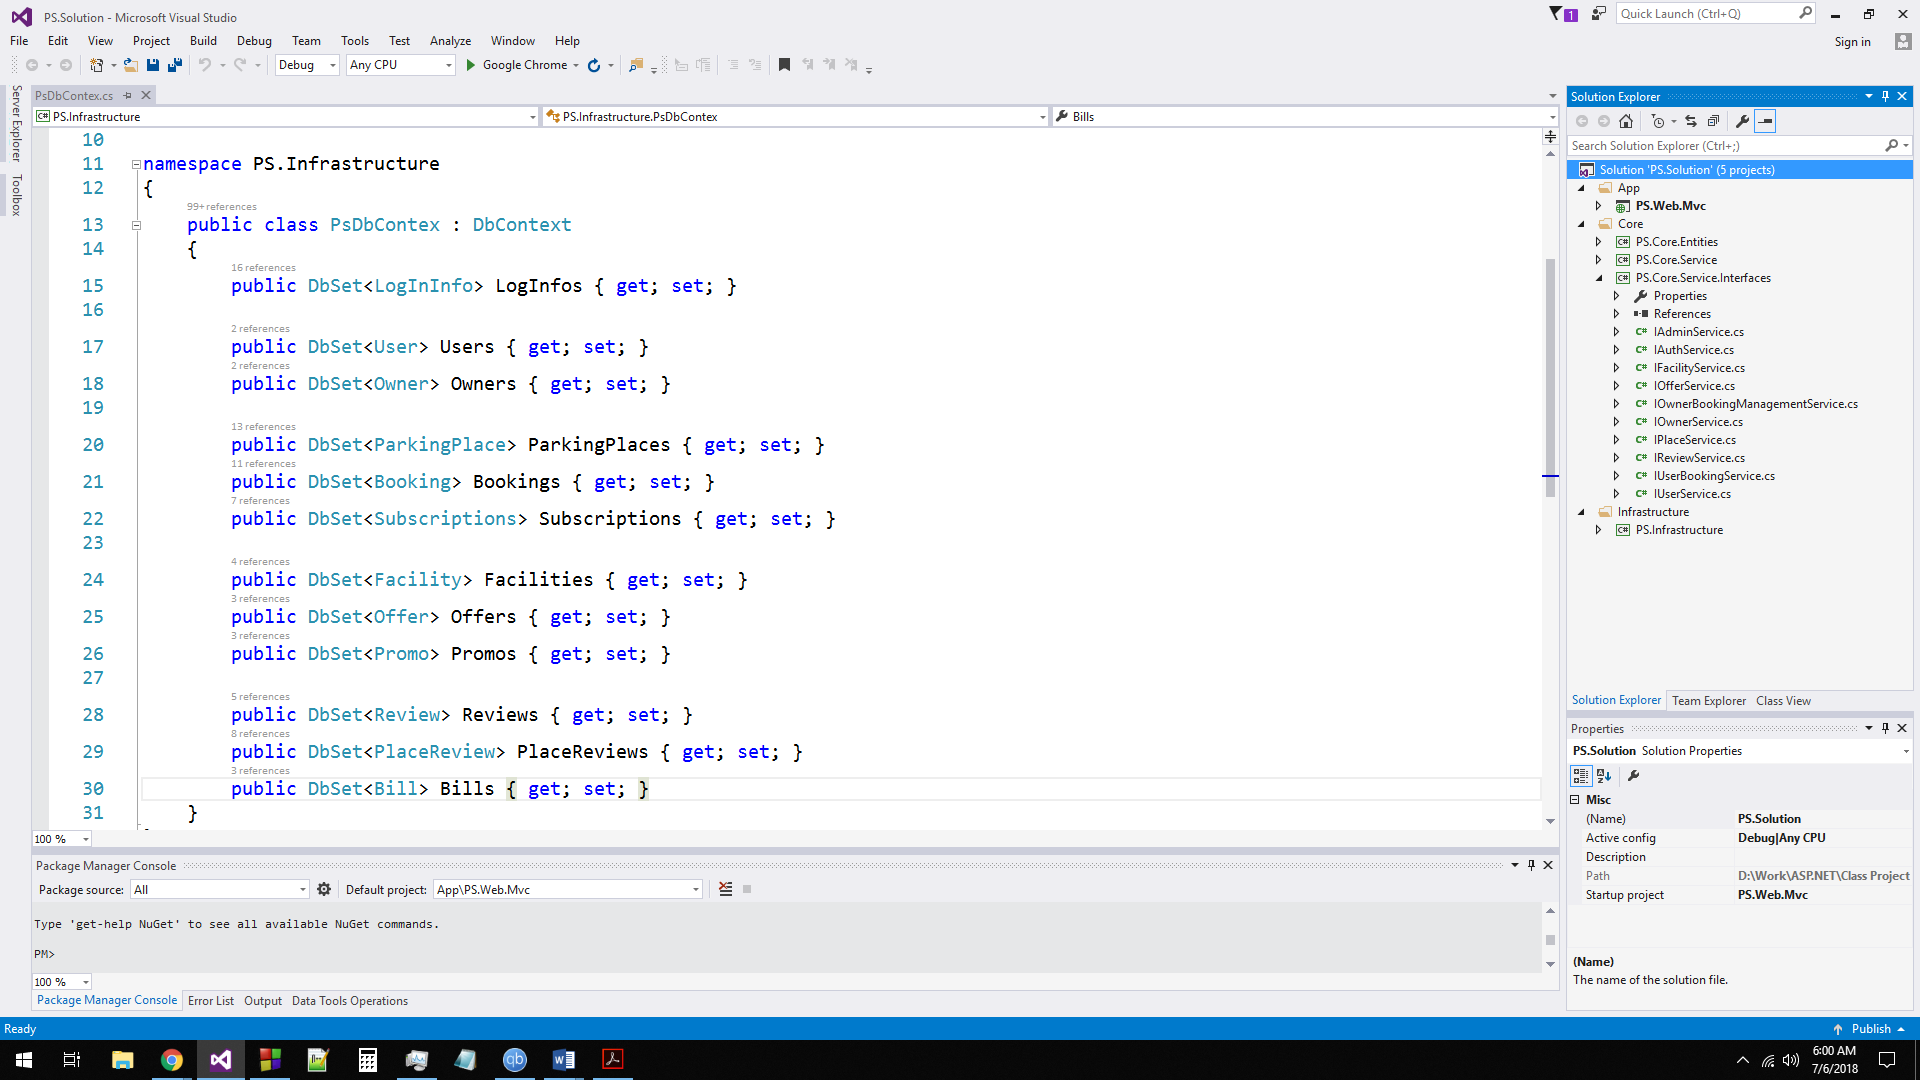 PS.Solution - Microsoft Visual Studio
1
Quick Launch (Ctrl+Q)
File Edit View Project Build Debug Team Tools Test Analyze Window Help
Sign in
Debug Any CPU Google Chrome
Server Explorer
Toolbox
PsDbContex.cs
PS.Infrastructure PS.Infrastructure.PsDbContex Bills
10
11 namespace PS.Infrastructure
12 {
99+ references
13 public class PsDbContex : DbContext
14 {
16 references
15 public DbSet<LogInInfo> LogInfos { get; set; }
16
2 references
17 public DbSet<User> Users { get; set; }
2 references
18 public DbSet<Owner> Owners { get; set; }
19
13 references
20 public DbSet<ParkingPlace> ParkingPlaces { get; set; }
11 references
21 public DbSet<Booking> Bookings { get; set; }
7 references
22 public DbSet<Subscriptions> Subscriptions { get; set; }
23
4 references
24 public DbSet<Facility> Facilities { get; set; }
3 references
25 public DbSet<Offer> Offers { get; set; }
3 references
26 public DbSet<Promo> Promos { get; set; }
27
5 references
28 public DbSet<Review> Reviews { get; set; }
8 references
29 public DbSet<PlaceReview> PlaceReviews { get; set; }
3 references
30 public DbSet<Bill> Bills { get; set; }
31 }
100 %
Package Manager Console
Package source: All Default project: App\PS.Web.Mvc
Type 'get-help NuGet' to see all available NuGet commands.
PM>
100 %
Package Manager Console Error List Output Data Tools Operations
Solution Explorer
Search Solution Explorer (Ctrl+;)
Solution 'PS.Solution' (5 projects)
App
PS.Web.Mvc
Core
PS.Core.Entities
PS.Core.Service
PS.Core.Service.Interfaces
Properties
References
IAdminService.cs
IAuthService.cs
IFacilityService.cs
IOfferService.cs
IOwnerBookingManagementService.cs
IOwnerService.cs
IPlaceService.cs
IReviewService.cs
IUserBookingService.cs
IUserService.cs
Infrastructure
PS.Infrastructure
Solution Explorer Team Explorer Class View
Properties
PS.Solution Solution Properties
Misc
(Name) PS.Solution
Active config Debug|Any CPU
Description
Path D:\Work\ASP.NET\Class Project
Startup project PS.Web.Mvc
(Name)
The name of the solution file.
Ready
Publish
6:00 AM
7/6/2018